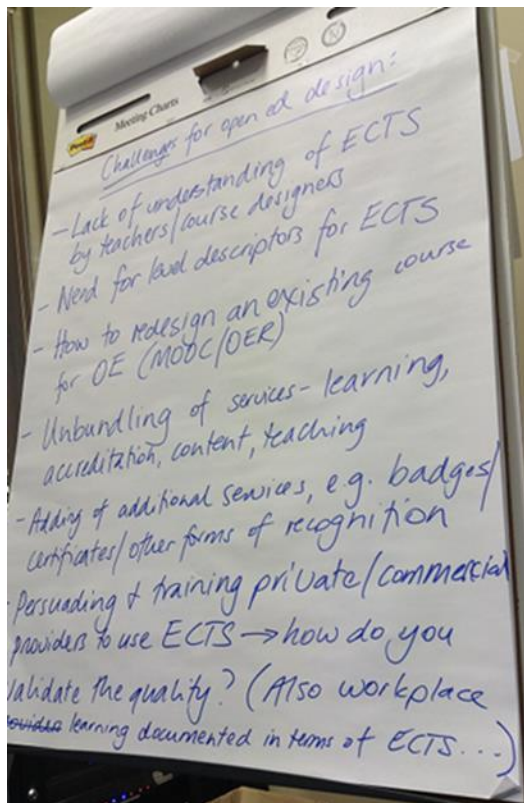 Post-it
Meeting Charts
Challenges for open ed design:
- Lack of understanding of ECTS
by teachers/course designers
- Need for level descriptors for ECTS
- How to redesign an existing course
for OE (MOOC/OER)
- Unbundling of services - learning,
accreditation, content, teaching
- Adding of additional services, e.g. badges/
certificates/other forms of recognition
- Persuading & training private/commercial
providers to use ECTS → how do you
validate the quality? (Also workplace
learning documented in terms of ECTS...)